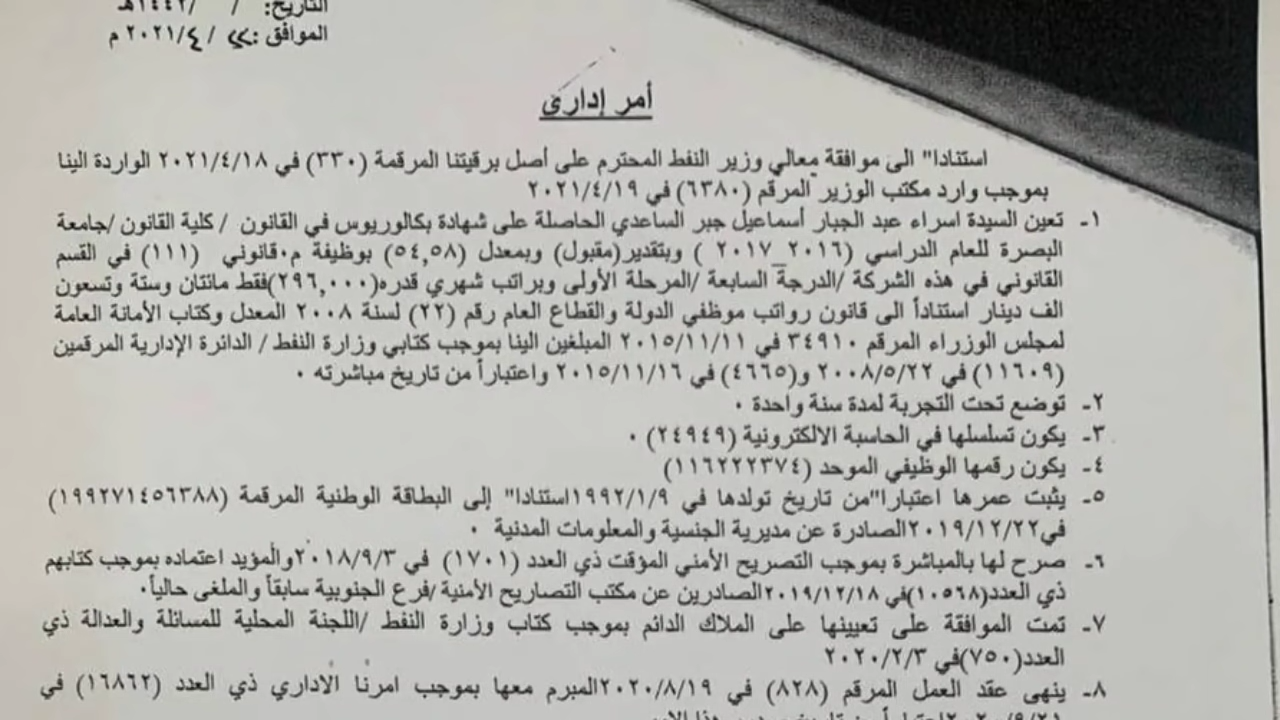 التاريخ: / /١٤٤٢هـ
الموافق: / ٢٠٢١/٤ م
أمر إداري
استنادا" الى موافقة معالي وزير النفط المحترم على أصل برقيتنا المرقمة (٣٣٠) في ٢٠٢١/٤/١٨ الواردة الينا
بموجب وارد مكتب الوزير المرقم (٦٣٨٠) في ٢٠٢١/٤/١٩
١- تعين السيدة اسراء عبد الجبار أسماعيل جبر الساعدي الحاصلة على شهادة بكالوريوس في القانون / كلية القانون /جامعة
البصرة للعام الدراسي (٢٠١٦_٢٠١٧ ) وبتقدير(مقبول) وبمعدل (٥٤,٥٨) بوظيفة م٠قانوني (١١١) في القسم
القانوني في هذه الشركة /الدرجة السابعة /المرحلة الأولى وبراتب شهري قدره(٢٩٦,٠٠٠)فقط مائتان وستة وتسعون
الف دينار استناداً الى قانون رواتب موظفي الدولة والقطاع العام رقم (٢٢) لسنة ٢٠٠٨ المعدل وكتاب الأمانة العامة
لمجلس الوزراء المرقم ٣٤٩١٠ في ٢٠١٥/١١/١١ المبلغين الينا بموجب كتابي وزارة النفط / الدائرة الإدارية المرقمين
(١١٦٠٩) في ٢٠٠٨/٥/٢٢ و(٤٦٦٥) في ٢٠١٥/١١/١٦ واعتباراً من تاريخ مباشرته ٠
٢- توضع تحت التجربة لمدة سنة واحدة ٠
٣- يكون تسلسلها في الحاسبة الالكترونية (٢٤٩٤٩) ٠
٤- يكون رقمها الوظيفي الموحد (١١٦٢٢٢٣٧٤)
٥- يثبت عمرها اعتبارا"من تاريخ تولدها في ١٩٩٢/١/٩استنادا" إلى البطاقة الوطنية المرقمة (١٩٩٢٧١٤٥٦٣٨٨)
في٢٠١٩/١٢/٢٢الصادرة عن مديرية الجنسية والمعلومات المدنية ٠
٦- صرح لها بالمباشرة بموجب التصريح الأمني المؤقت ذي العدد (١٧٠١) في ٢٠١٨/٩/٣والمؤيد اعتماده بموجب كتابهم
ذي العدد(١٠٥٦٨)في ٢٠١٩/١٢/١٨الصادرين عن مكتب التصاريح الأمنية /فرع الجنوبية سابقاً والملغى حالياً٠
٧- تمت الموافقة على تعيينها على الملاك الدائم بموجب كتاب وزارة النفط /اللجنة المحلية للمسائلة والعدالة ذي
العدد(٧٥٠)في ٢٠٢٠/٢/٣
٨- ينهى عقد العمل المرقم (٨٢٨) في ٢٠٢٠/٨/١٩المبرم معها بموجب امرنا الاداري ذي العدد (١٦٨٦٢) في